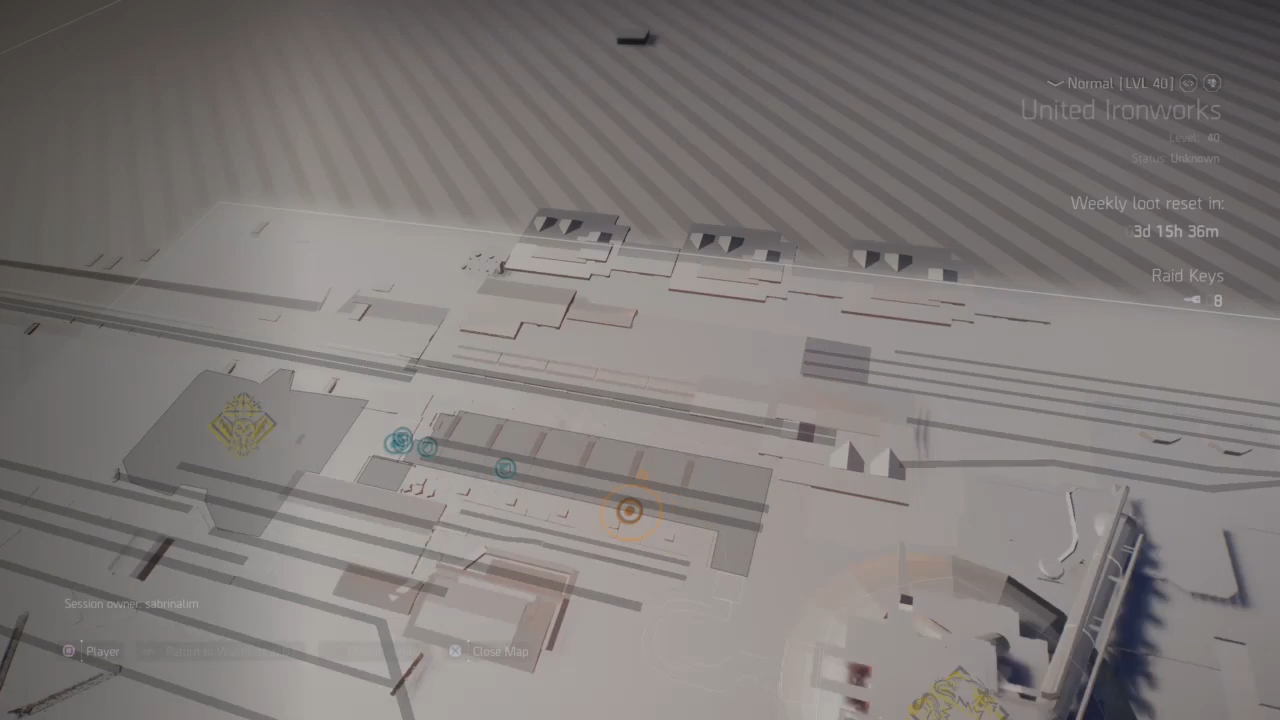 Normal [LVL 40]
United Ironworks
Level: 40
Status: Unknown
Weekly loot reset in:
3d 15h 36m
Raid Keys
8
Session owner: sabrinalim
Player
Close Map